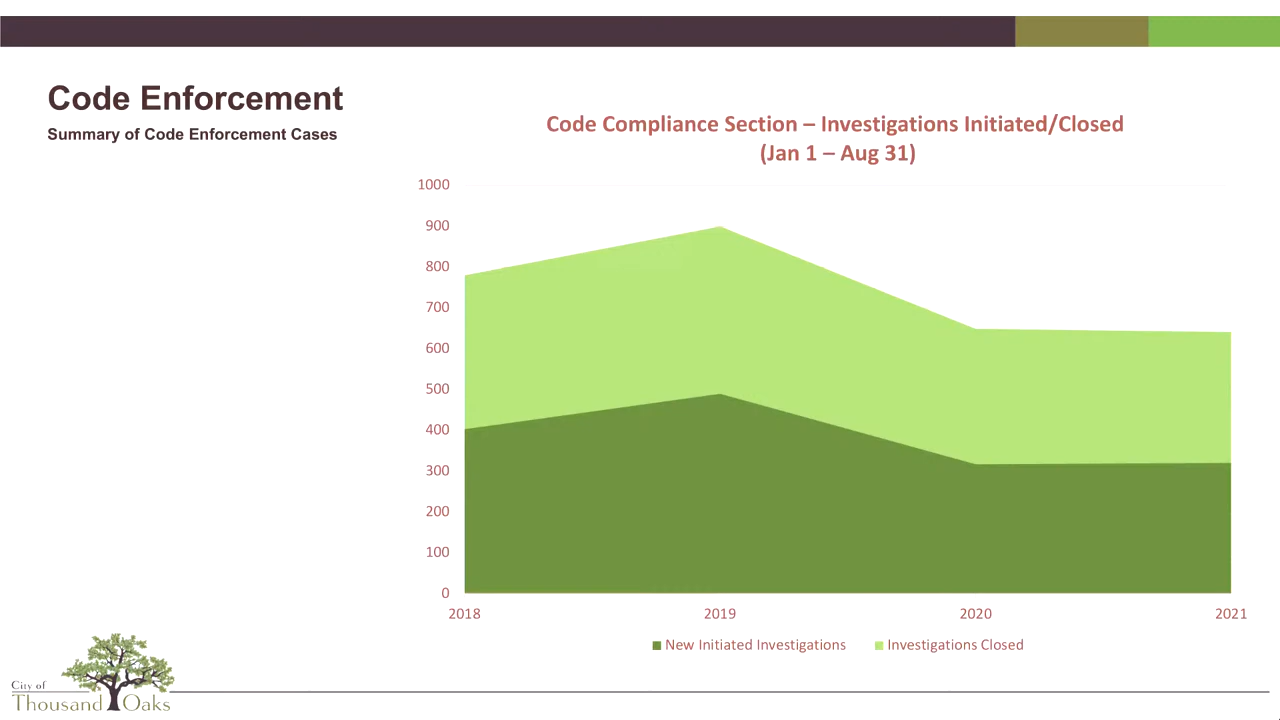 Code Enforcement
Summary of Code Enforcement Cases
Code Compliance Section – Investigations Initiated/Closed
(Jan 1 – Aug 31)
1000
900
800
700
600
500
400
300
200
100
0
2018 2019 2020 2021
New Initiated Investigations Investigations Closed
City of
Thousand Oaks